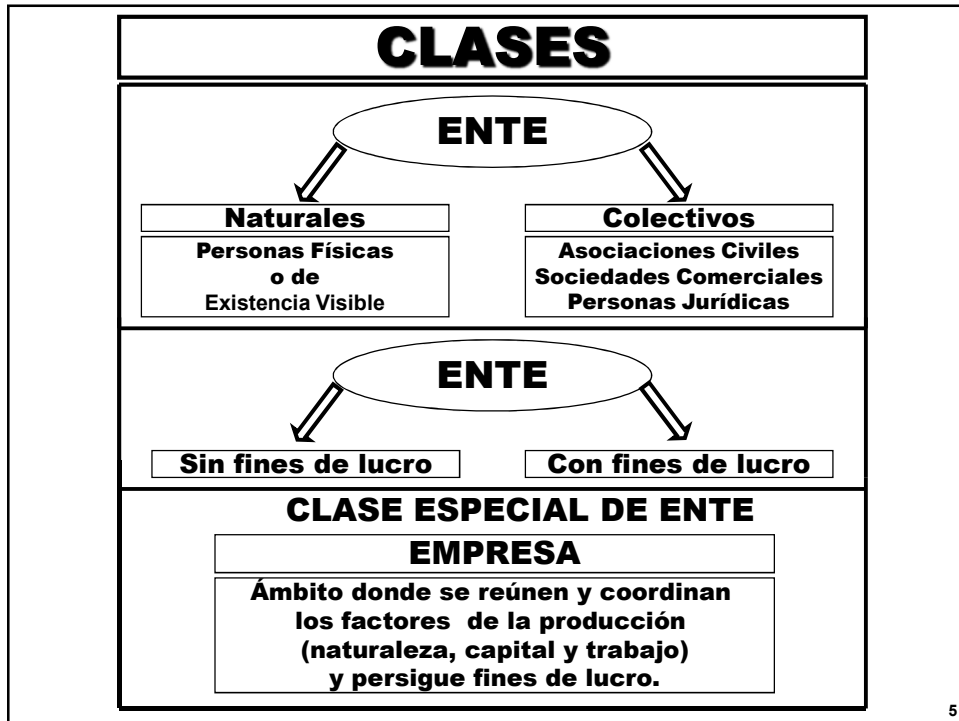 CLASES
ENTE
Naturales
Personas Físicas
o de
Existencia Visible
Colectivos
Asociaciones Civiles
Sociedades Comerciales
Personas Jurídicas
ENTE
Sin fines de lucro
Con fines de lucro
CLASE ESPECIAL DE ENTE
EMPRESA
Ámbito donde se reúnen y coordinan
los factores de la producción
(naturaleza, capital y trabajo)
y persigue fines de lucro.
5